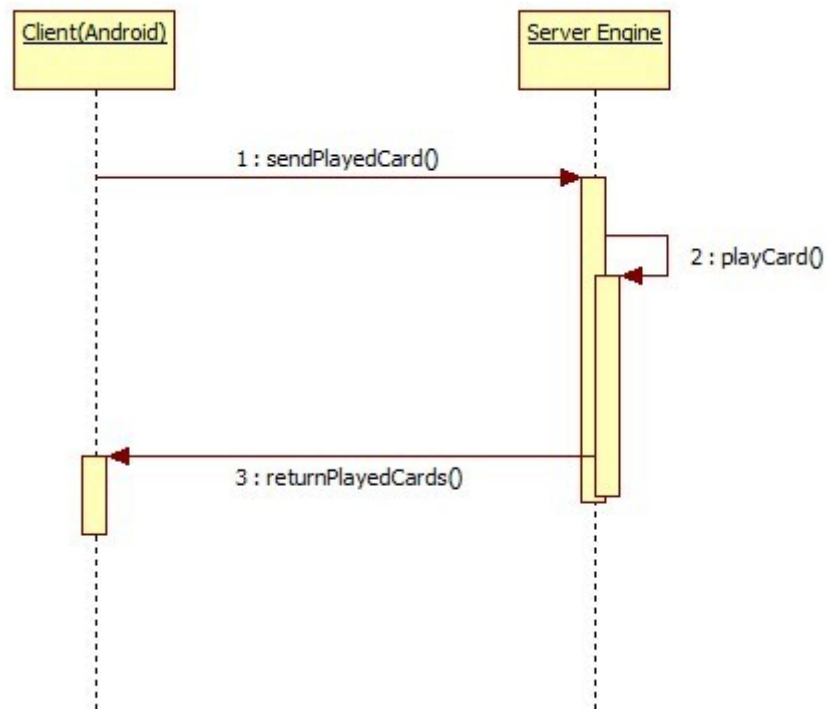 Client(Android)
Server Engine
1 : sendPlayedCard()
2 : playCard()
3 : returnPlayedCards()